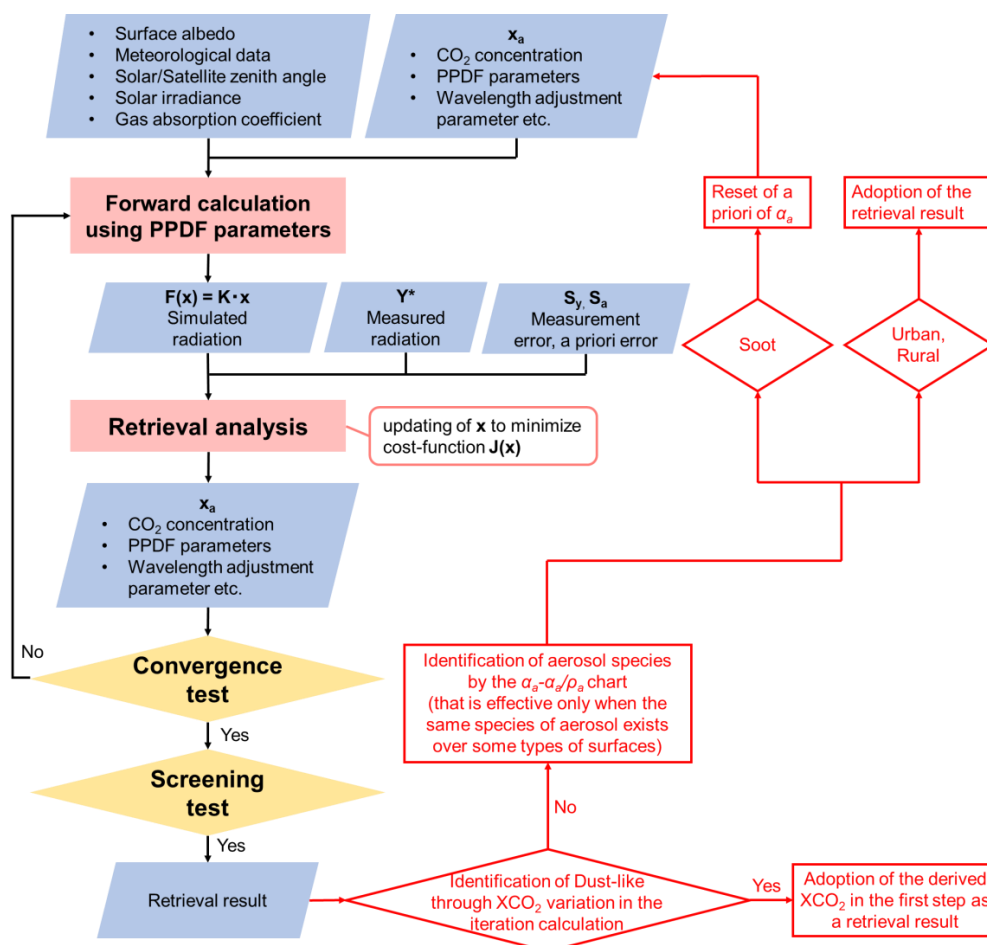 • Surface albedo
• Meteorological data
• Solar/Satellite zenith angle
• Solar irradiance
• Gas absorption coefficient
xₐ
• CO₂ concentration
• PPDF parameters
• Wavelength adjustment
parameter etc.
Forward calculation
using PPDF parameters
Reset of a
priori of αₐ
Adoption of the
retrieval result
F(x) = K·x
Simulated
radiation
Y*
Measured
radiation
Sy, Sₐ
Measurement
error, a priori error
Soot
Urban,
Rural
Retrieval analysis
updating of x to minimize
cost-function J(x)
xₐ
• CO₂ concentration
• PPDF parameters
• Wavelength adjustment
parameter etc.
No
Convergence
test
Yes
Identification of aerosol species
by the αₐ-αₐ/ρₐ chart
(that is effective only when the
same species of aerosol exists
over some types of surfaces)
Screening
test
Yes
No
Retrieval result
Identification of Dust-like
through XCO₂ variation in the
iteration calculation
Yes
Adoption of the derived
XCO₂ in the first step as
a retrieval result